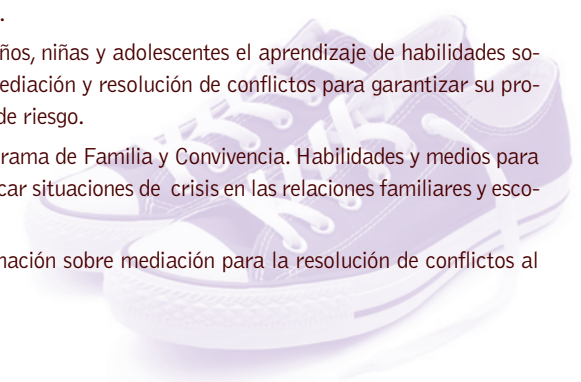 .
ños, niñas y adolescentes el aprendizaje de habilidades so-
ediación y resolución de conflictos para garantizar su pro-
de riesgo.
rama de Familia y Convivencia. Habilidades y medios para
car situaciones de crisis en las relaciones familiares y esco-
mación sobre mediación para la resolución de conflictos al